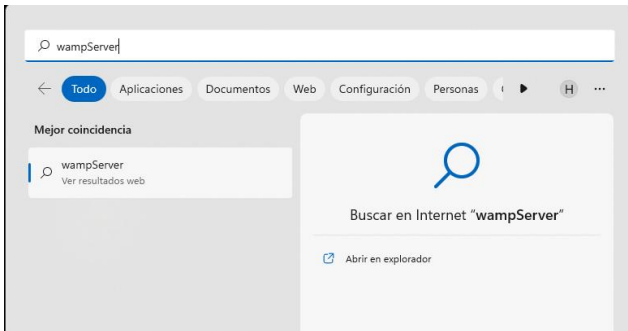 wampServer
Todo Aplicaciones Documentos Web Configuración Personas H ...
Mejor coincidencia
wampServer
Ver resultados web
Buscar en Internet “wampServer”
Abrir en explorador